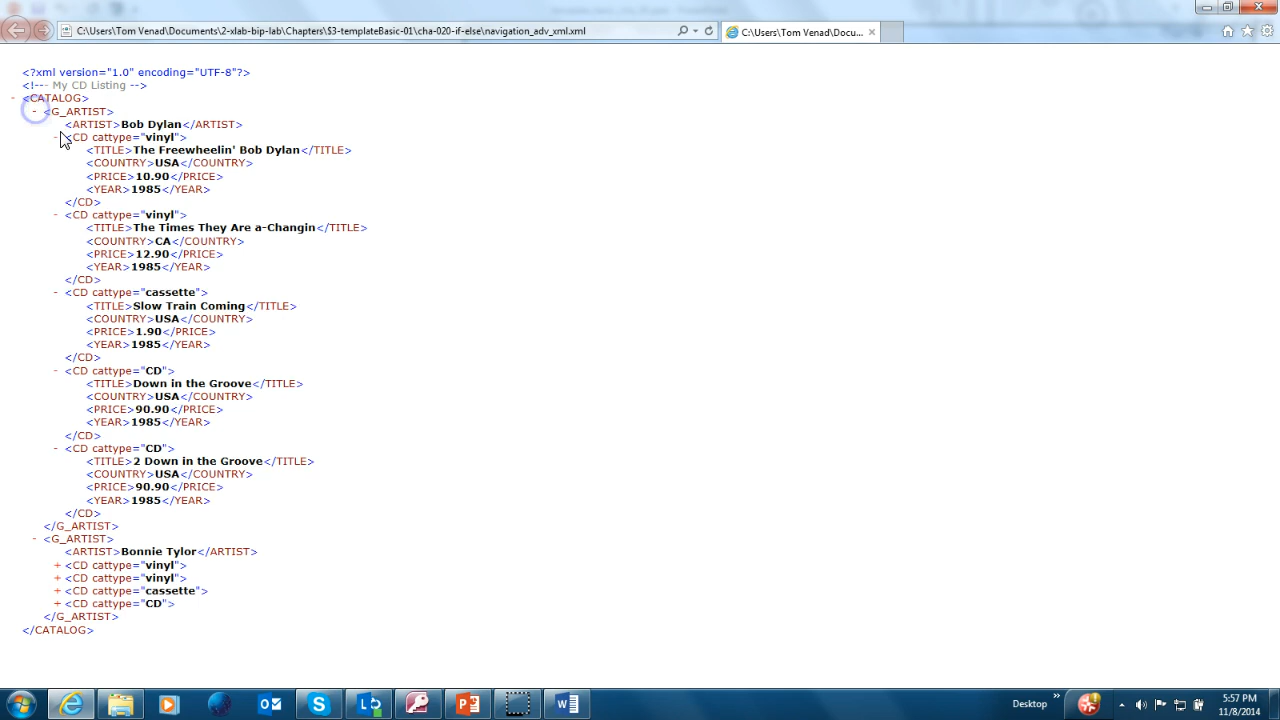 C:\Users\Tom Venad\Documents\2-xlab-bip-lab\Chapters\$3-templateBasic-01\cha-020-if-else\navigation_adv_xml.xml
C:\Users\Tom Venad\Docu...
<?xml version="1.0" encoding="UTF-8"?>
<!-- - My CD Listing -->
- <CATALOG>
- <G_ARTIST>
<ARTIST>Bob Dylan</ARTIST>
- <CD cattype="vinyl">
<TITLE>The Freewheelin' Bob Dylan</TITLE>
<COUNTRY>USA</COUNTRY>
<PRICE>10.90</PRICE>
<YEAR>1985</YEAR>
</CD>
- <CD cattype="vinyl">
<TITLE>The Times They Are a-Changin</TITLE>
<COUNTRY>CA</COUNTRY>
<PRICE>12.90</PRICE>
<YEAR>1985</YEAR>
</CD>
- <CD cattype="cassette">
<TITLE>Slow Train Coming</TITLE>
<COUNTRY>USA</COUNTRY>
<PRICE>1.90</PRICE>
<YEAR>1985</YEAR>
</CD>
- <CD cattype="CD">
<TITLE>Down in the Groove</TITLE>
<COUNTRY>USA</COUNTRY>
<PRICE>90.90</PRICE>
<YEAR>1985</YEAR>
</CD>
- <CD cattype="CD">
<TITLE>2 Down in the Groove</TITLE>
<COUNTRY>USA</COUNTRY>
<PRICE>90.90</PRICE>
<YEAR>1985</YEAR>
</CD>
</G_ARTIST>
- <G_ARTIST>
<ARTIST>Bonnie Tylor</ARTIST>
+ <CD cattype="vinyl">
+ <CD cattype="vinyl">
+ <CD cattype="cassette">
+ <CD cattype="CD">
</G_ARTIST>
</CATALOG>
Desktop
5:57 PM
11/8/2014